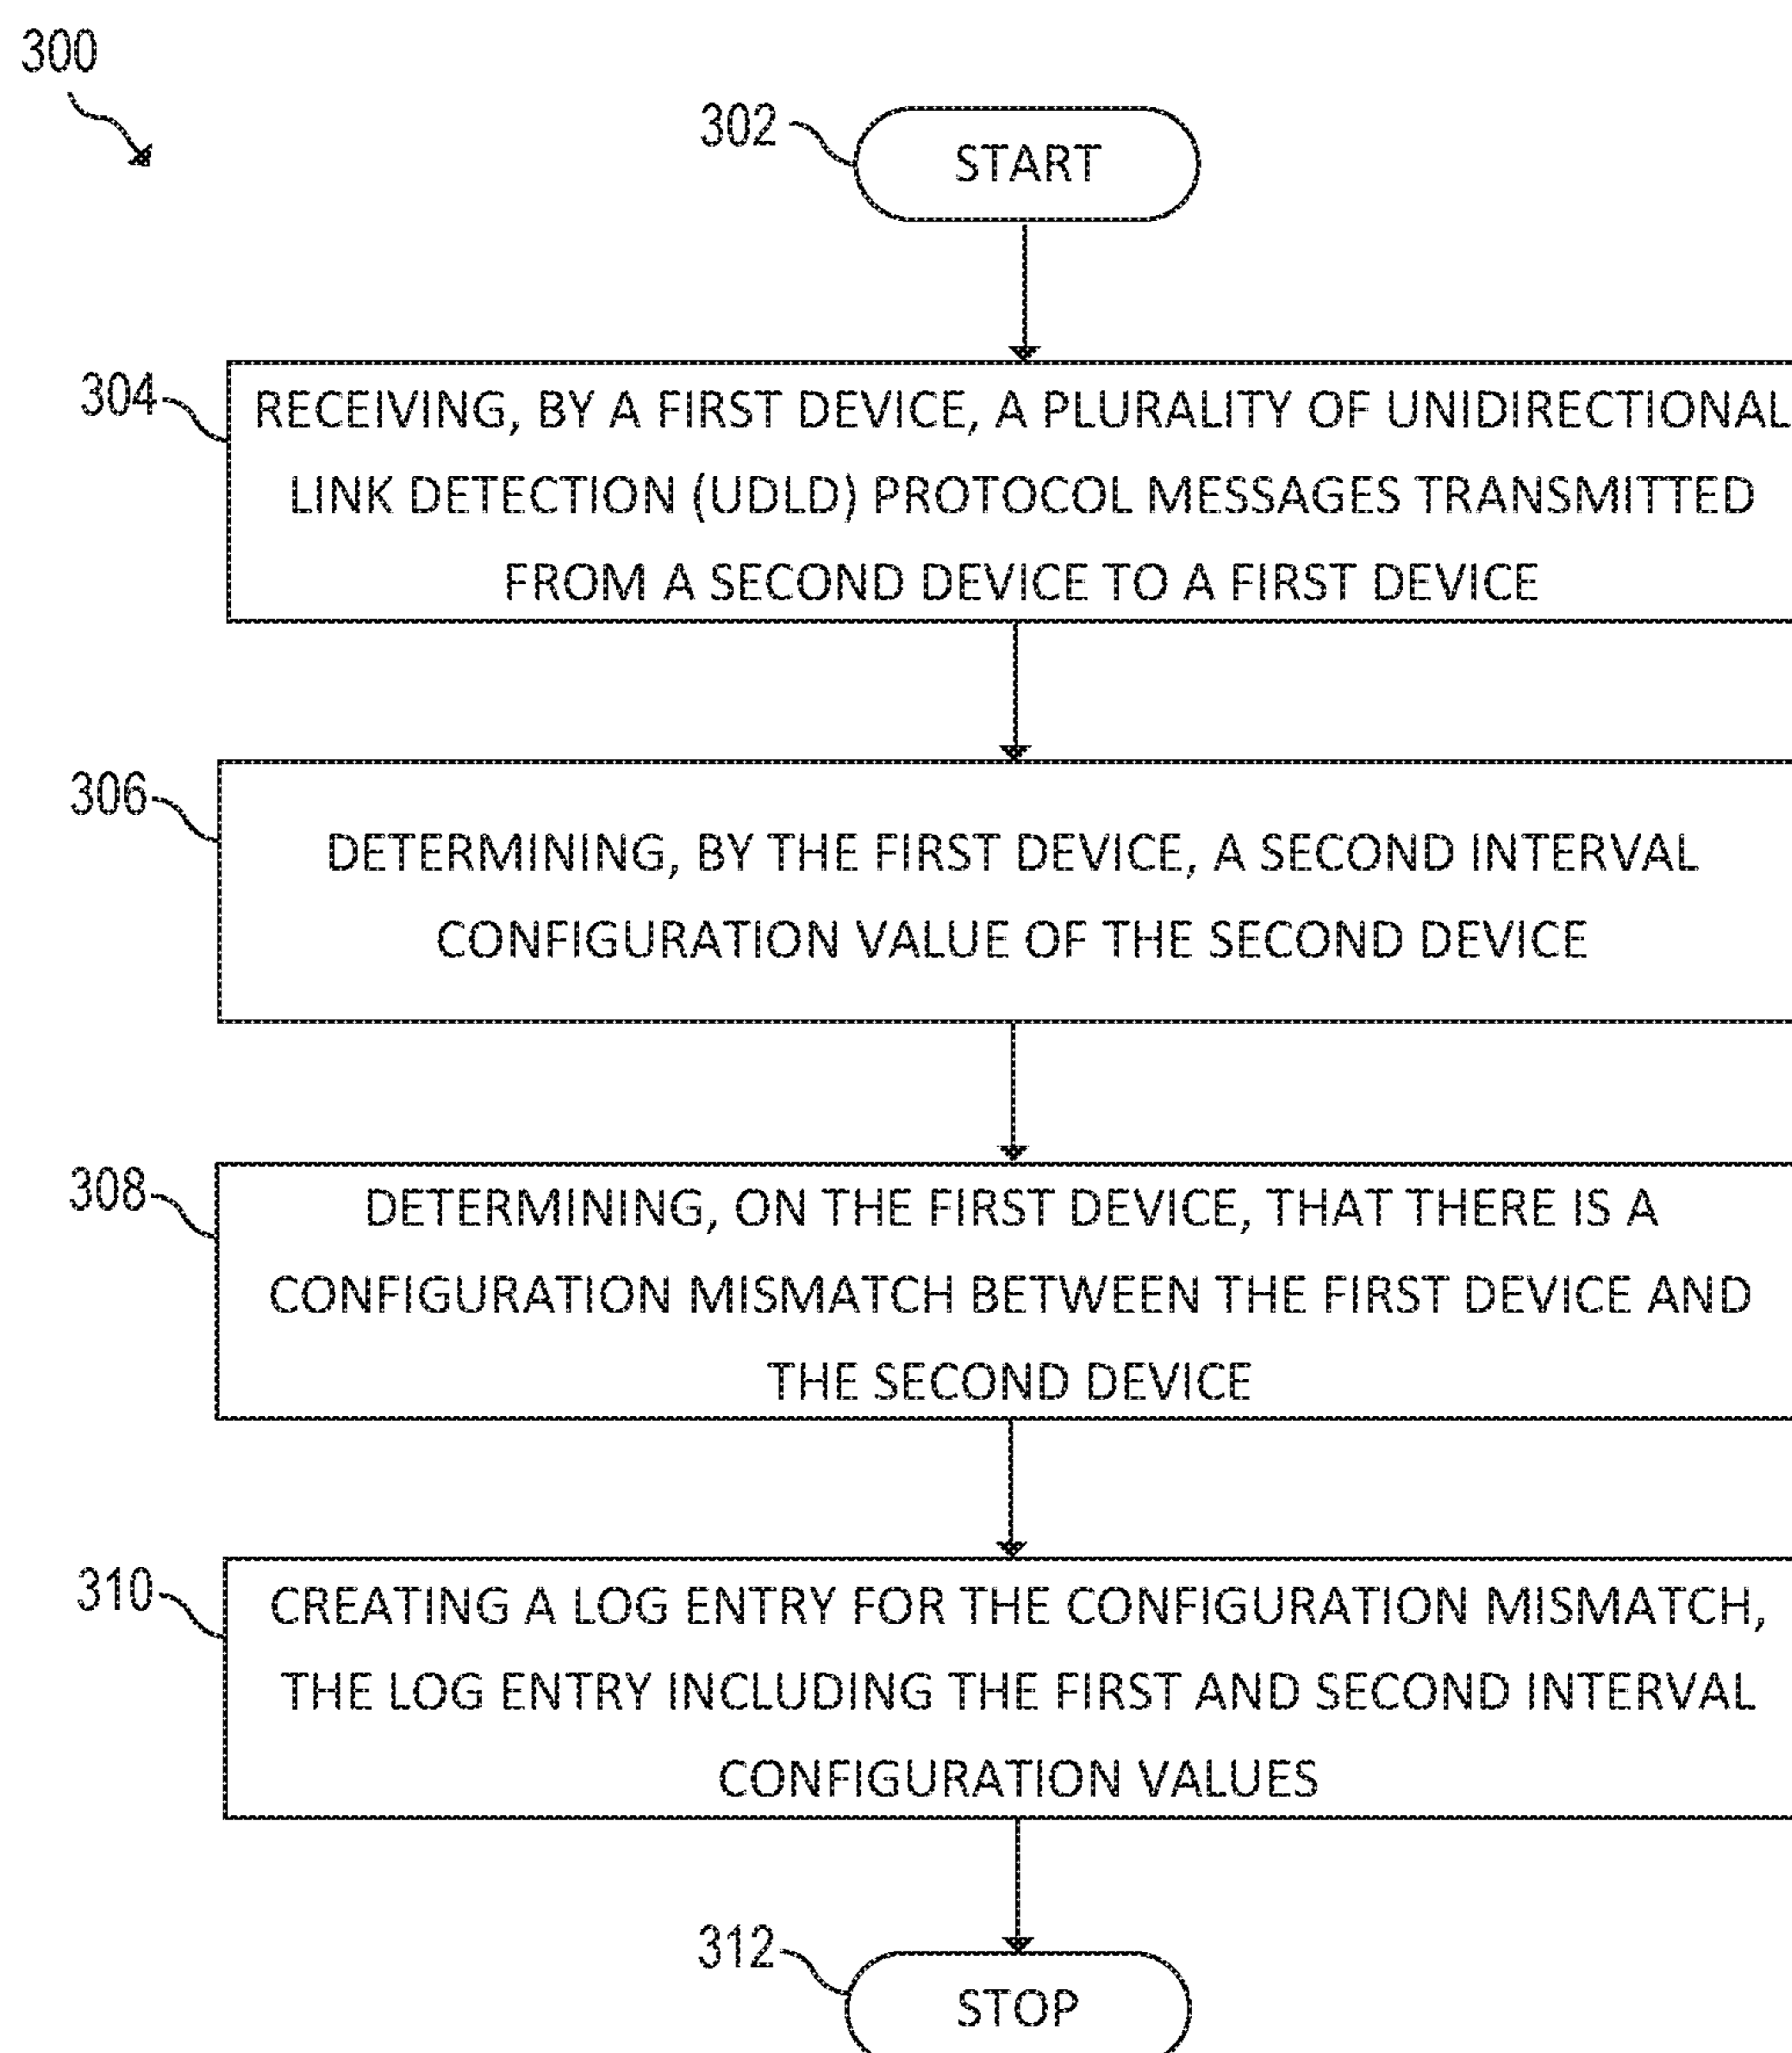 300
302
START
304
RECEIVING, BY A FIRST DEVICE, A PLURALITY OF UNIDIRECTIONAL
LINK DETECTION (UDLD) PROTOCOL MESSAGES TRANSMITTED
FROM A SECOND DEVICE TO A FIRST DEVICE
306
DETERMINING, BY THE FIRST DEVICE, A SECOND INTERVAL
CONFIGURATION VALUE OF THE SECOND DEVICE
308
DETERMINING, ON THE FIRST DEVICE, THAT THERE IS A
CONFIGURATION MISMATCH BETWEEN THE FIRST DEVICE AND
THE SECOND DEVICE
310
CREATING A LOG ENTRY FOR THE CONFIGURATION MISMATCH,
THE LOG ENTRY INCLUDING THE FIRST AND SECOND INTERVAL
CONFIGURATION VALUES
312
STOP